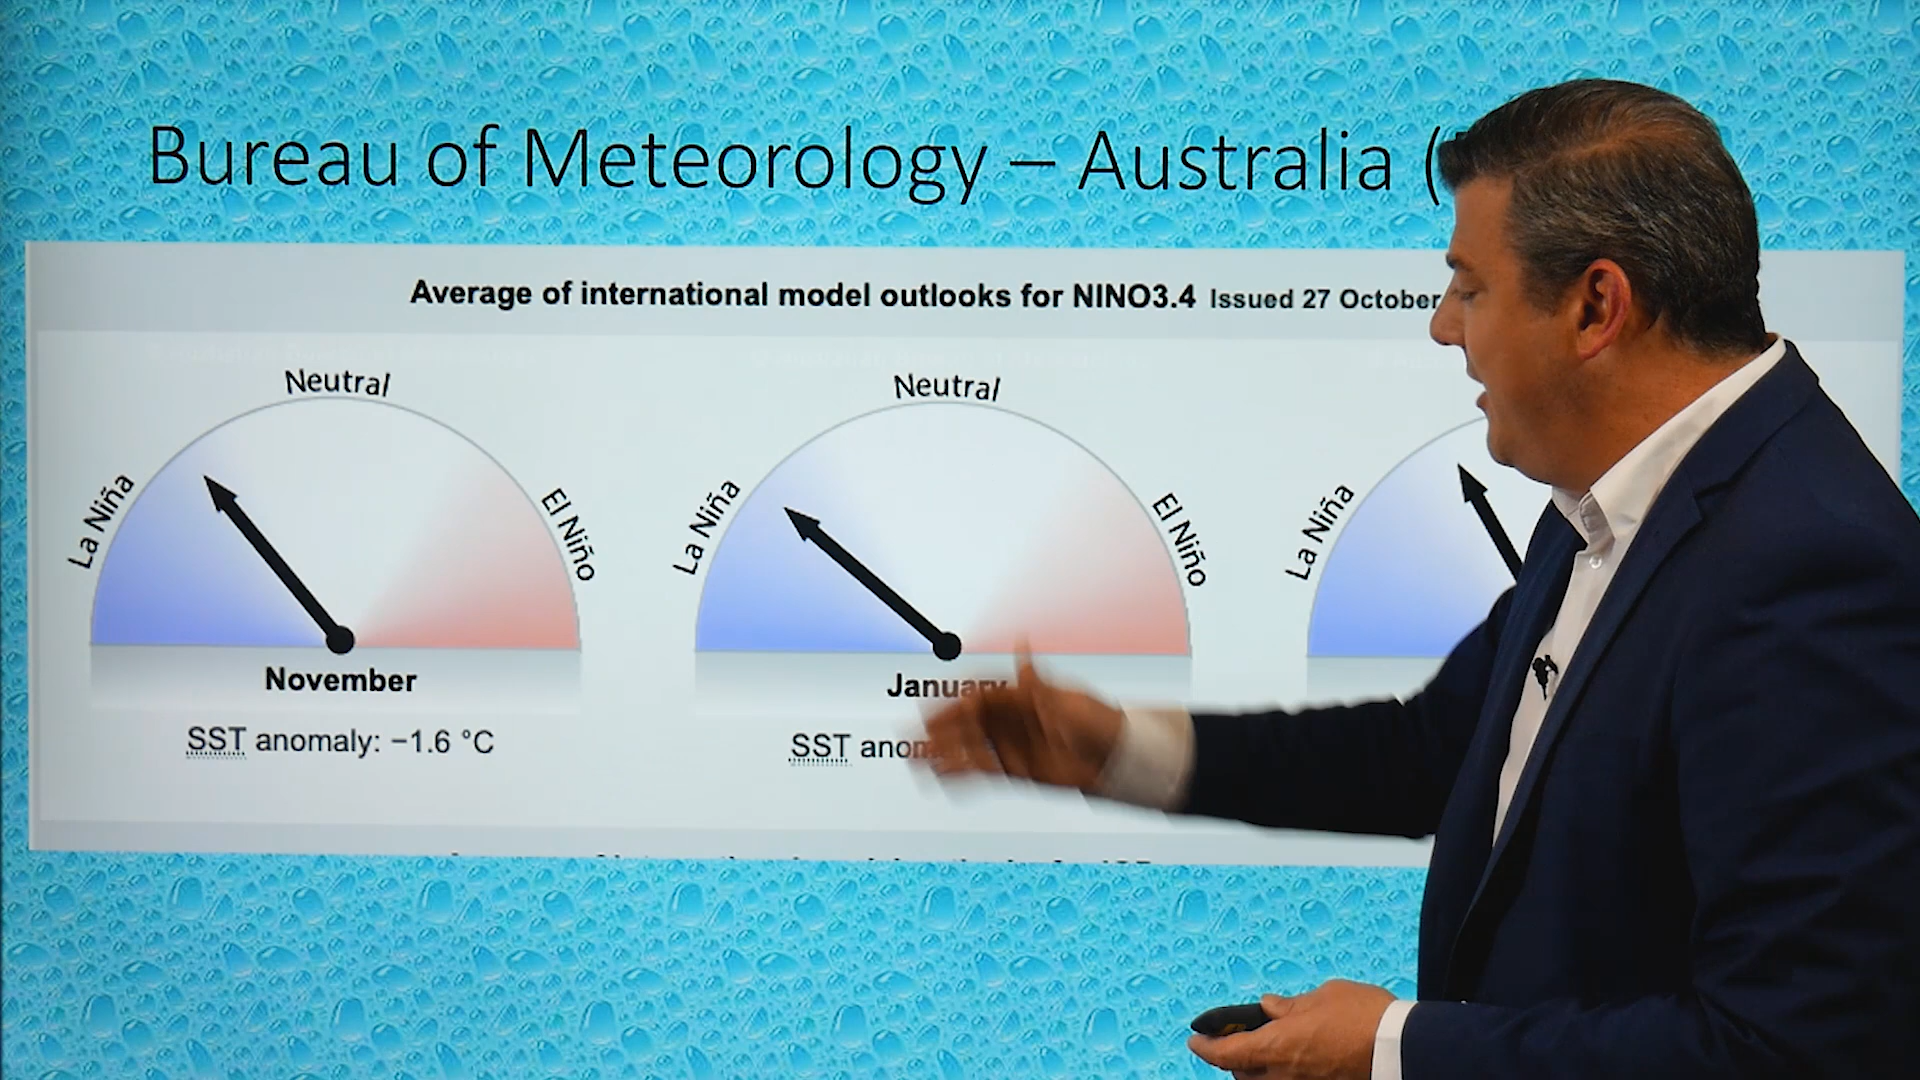 Bureau of Meteorology – Australia (
Average of international model outlooks for NINO3.4 Issued 27 October
Neutral
La Niña
El Niño
November
SST anomaly: −1.6 °C
Neutral
La Niña
El Niño
January
SST
La Niña